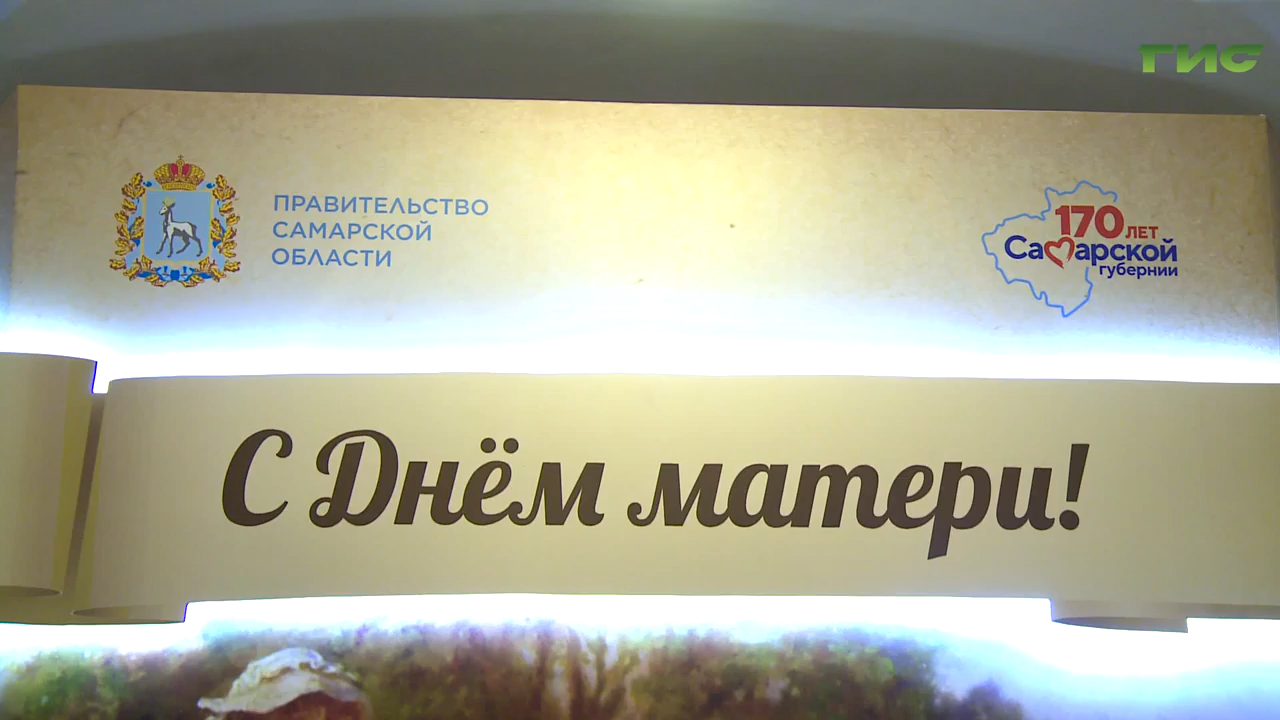 ГИС
ПРАВИТЕЛЬСТВО
САМАРСКОЙ
ОБЛАСТИ
170 ЛЕТ
Самарской
губернии
С Днём матери!